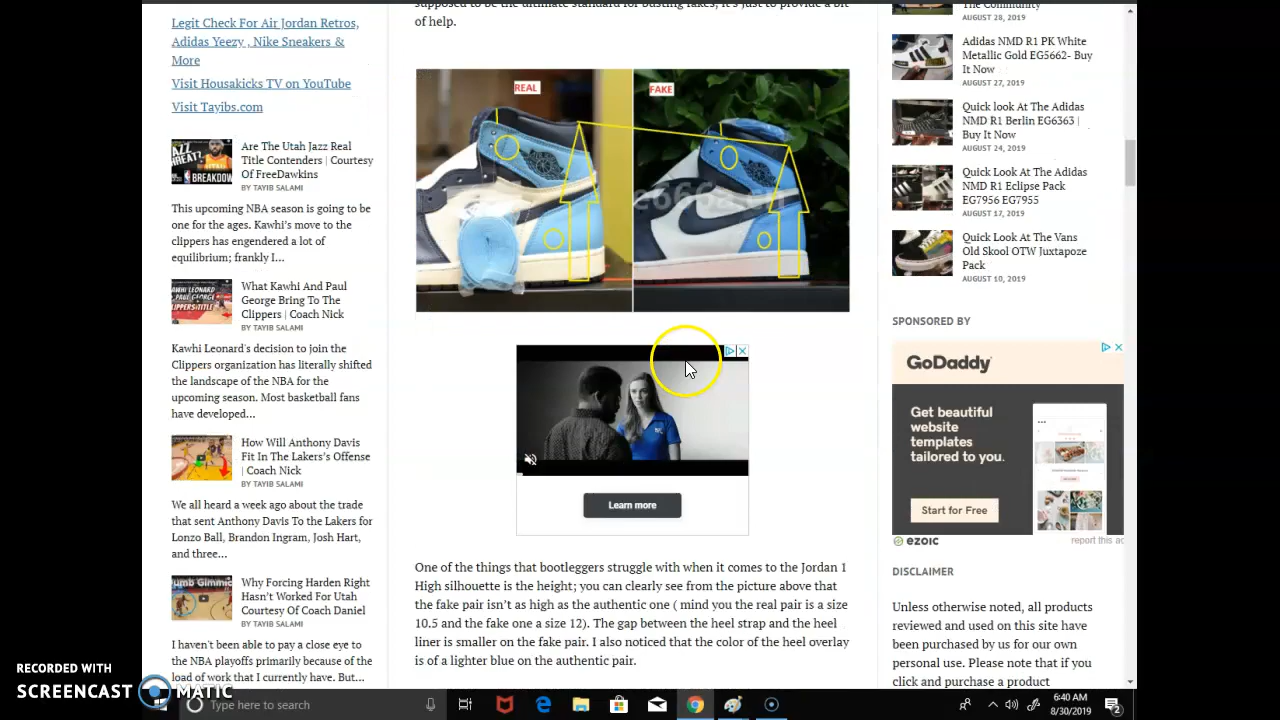 supposed to be the ultimate standard for busting fakes, it's just to provide a bit
of help.
Legit Check For Air Jordan Retros,
Adidas Yeezy , Nike Sneakers &
More
Visit Housakicks TV on YouTube
Visit Tayibs.com
Are The Utah Jazz Real
Title Contenders | Courtesy
Of FreeDawkins
BY TAYIB SALAMI
This upcoming NBA season is going to be
one for the ages. Kawhi's move to the
clippers has engendered a lot of
equilibrium; frankly I...
What Kawhi And Paul
George Bring To The
Clippers | Coach Nick
BY TAYIB SALAMI
Kawhi Leonard's decision to join the
Clippers organization has literally shifted
the landscape of the NBA for the
upcoming season. Most basketball fans
have developed...
How Will Anthony Davis
Fit In The Lakers's Offense
| Coach Nick
BY TAYIB SALAMI
We all heard a week ago about the trade
that sent Anthony Davis To the Lakers for
Lonzo Ball, Brandon Ingram, Josh Hart,
and three...
Why Forcing Harden Right
Hasn't Worked For Utah
Courtesy Of Coach Daniel
BY TAYIB SALAMI
I haven't been able to pay a close eye to
the NBA playoffs primarily because of the
load of work that I currently have. But...
REAL
FAKE
Learn more
One of the things that bootleggers struggle with when it comes to the Jordan 1
High silhouette is the height; you can clearly see from the picture above that
the fake pair isn't as high as the authentic one ( mind you the real pair is a size
10.5 and the fake one a size 12). The gap between the heel strap and the heel
liner is smaller on the fake pair. I also noticed that the color of the heel overlay
is of a lighter blue on the authentic pair.
The Community
AUGUST 28, 2019
Adidas NMD R1 PK White
Metallic Gold EG5662- Buy
It Now
AUGUST 27, 2019
Quick look At The Adidas
NMD R1 Berlin EG6363 |
Buy It Now
AUGUST 24, 2019
Quick Look At The Adidas
NMD R1 Eclipse Pack
EG7956 EG7955
AUGUST 17, 2019
Quick Look At The Vans
Old Skool OTW Juxtapoze
Pack
AUGUST 10, 2019
SPONSORED BY
GoDaddy
Get beautiful
website
templates
tailored to you.
Start for Free
ezoic
report this ad
DISCLAIMER
Unless otherwise noted, all products
reviewed and used on this site have
been purchased by us for our own
personal use. Please note that if you
click and purchase a product
RECORDED WITH
SCREENCAST MATIC
Type here to search
6:40 AM
8/30/2019
2